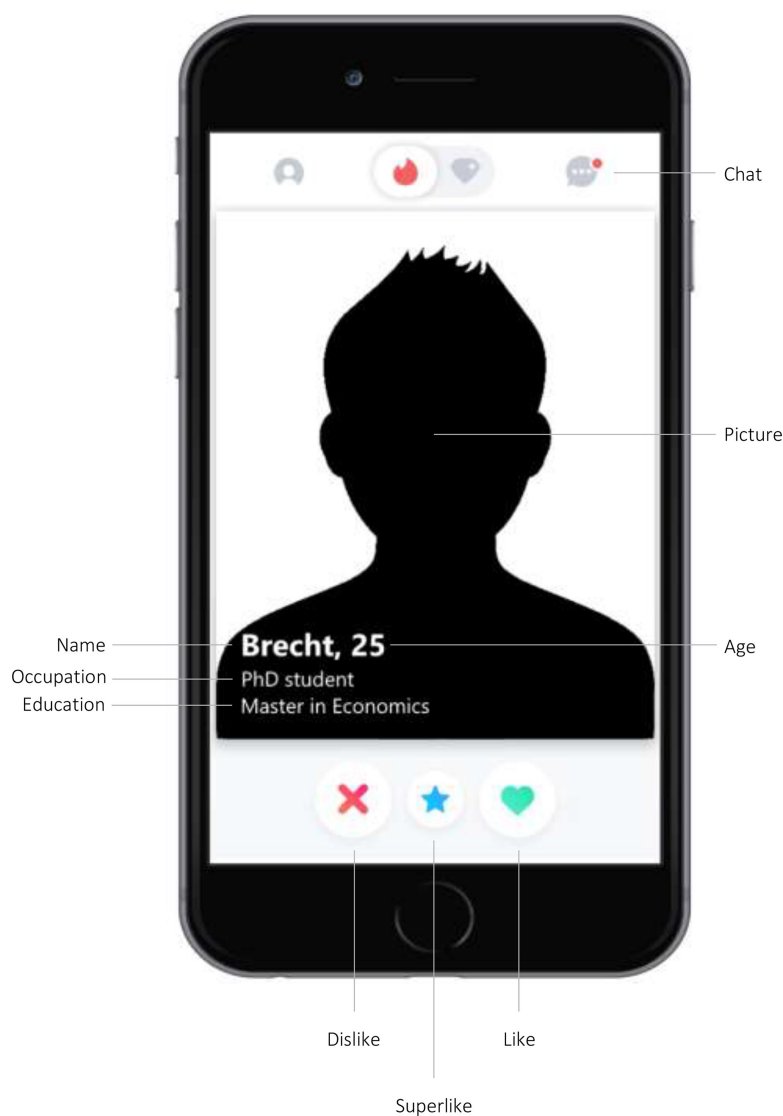 Chat
Picture
Name
Brecht, 25
Age
Occupation
PhD student
Education
Master in Economics
Dislike
Like
Superlike